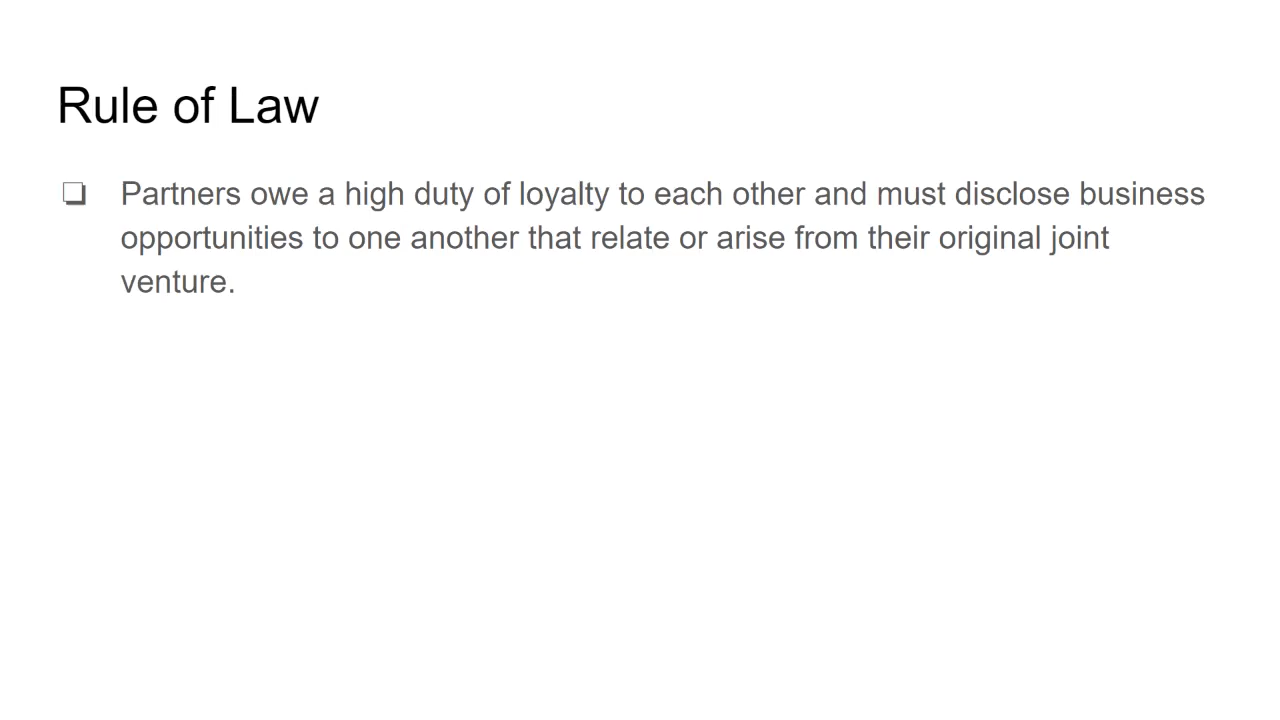 Rule of Law
❏ Partners owe a high duty of loyalty to each other and must disclose business
opportunities to one another that relate or arise from their original joint
venture.